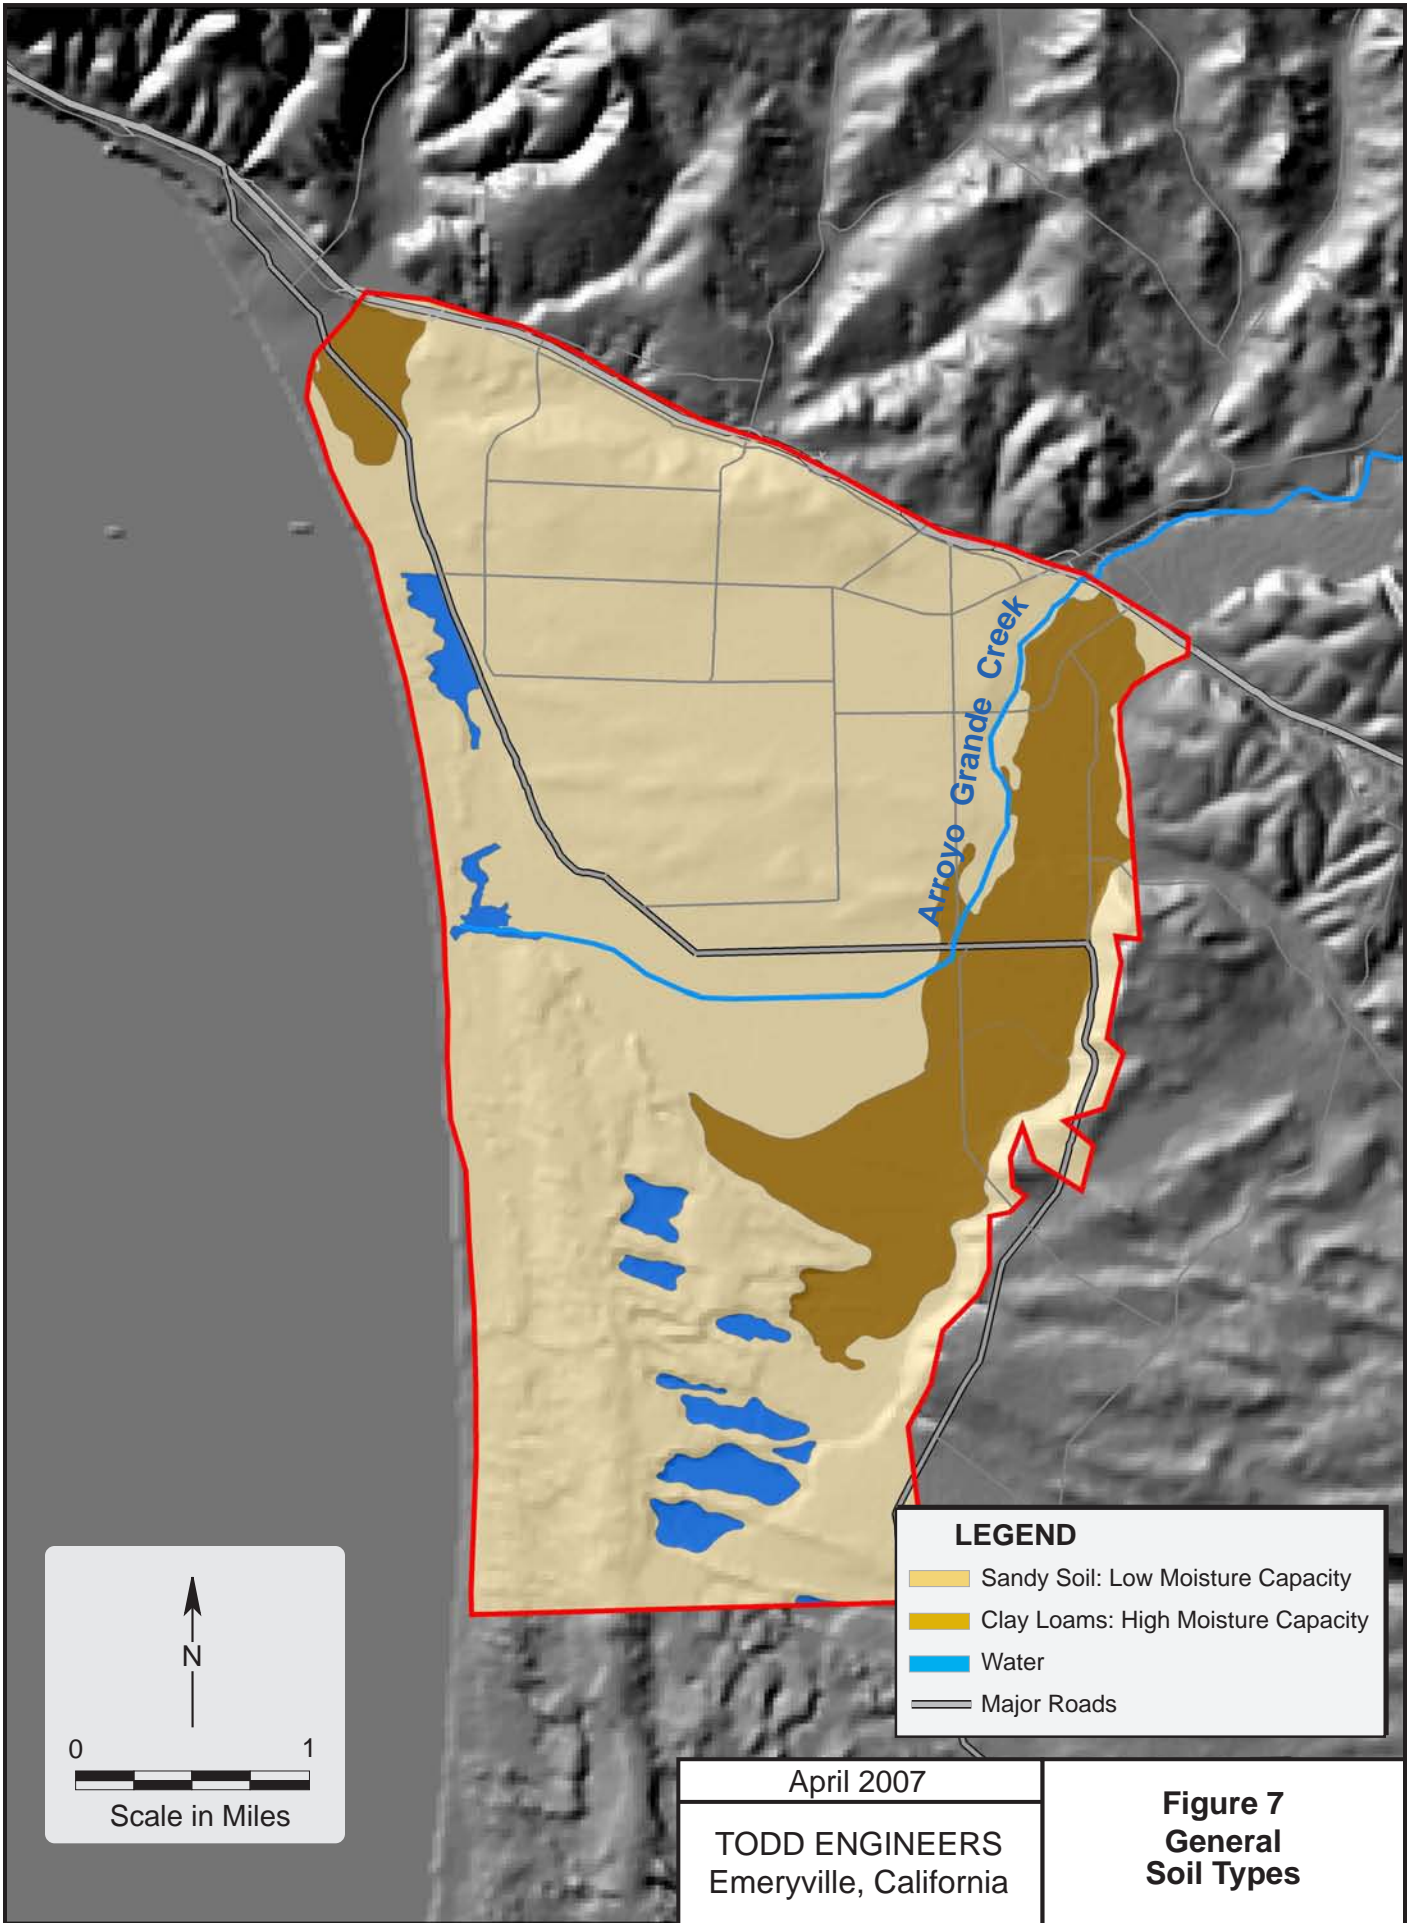 Arroyo Grande Creek
LEGEND
Sandy Soil: Low Moisture Capacity
Clay Loams: High Moisture Capacity
Water
Major Roads
N
0 1
Scale in Miles
April 2007
TODD ENGINEERS
Emeryville, California
Figure 7
General
Soil Types